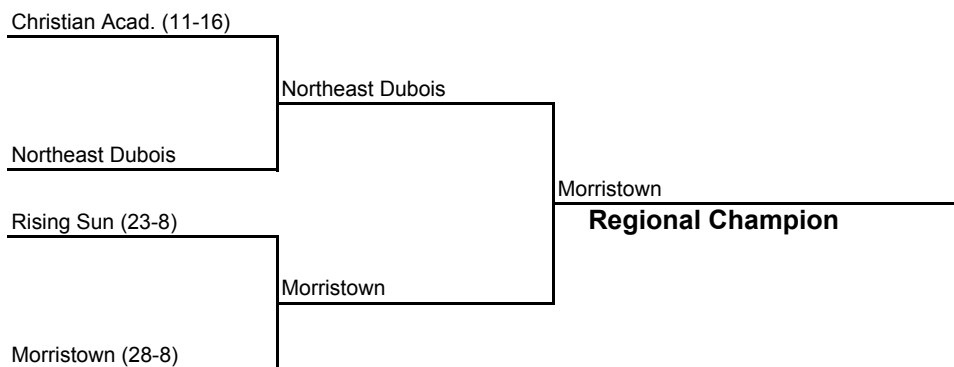 Christian Acad. (11-16)
Northeast Dubois
Northeast Dubois
Morristown
Regional Champion
Rising Sun (23-8)
Morristown
Morristown (28-8)